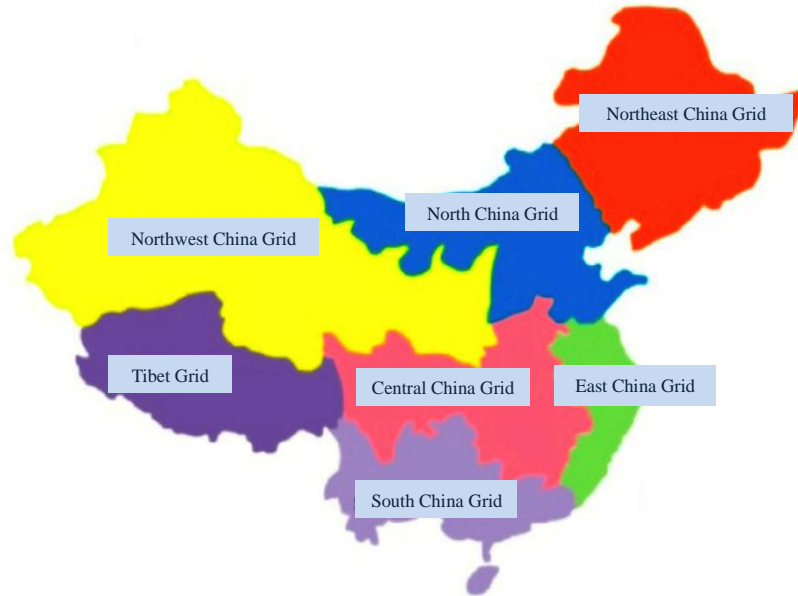 Northeast China Grid
North China Grid
Northwest China Grid
Tibet Grid
Central China Grid
East China Grid
South China Grid